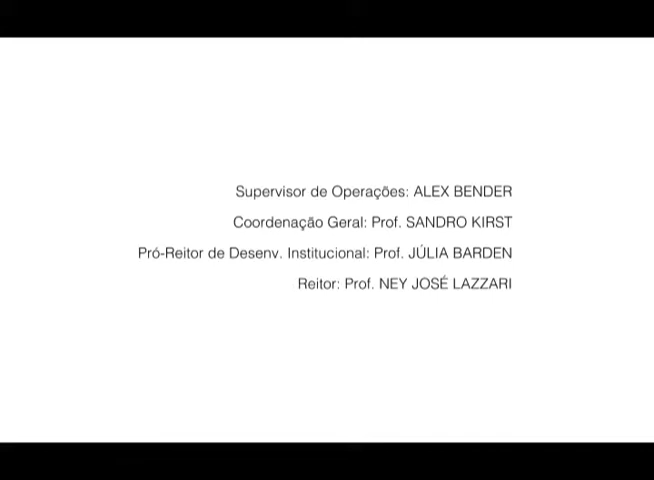 Supervisor de Operações: ALEX BENDER
Coordenação Geral: Prof. SANDRO KIRST
Pró-Reitor de Desenv. Institucional: Prof. JÚLIA BARDEN
Reitor: Prof. NEY JOSÉ LAZZARI